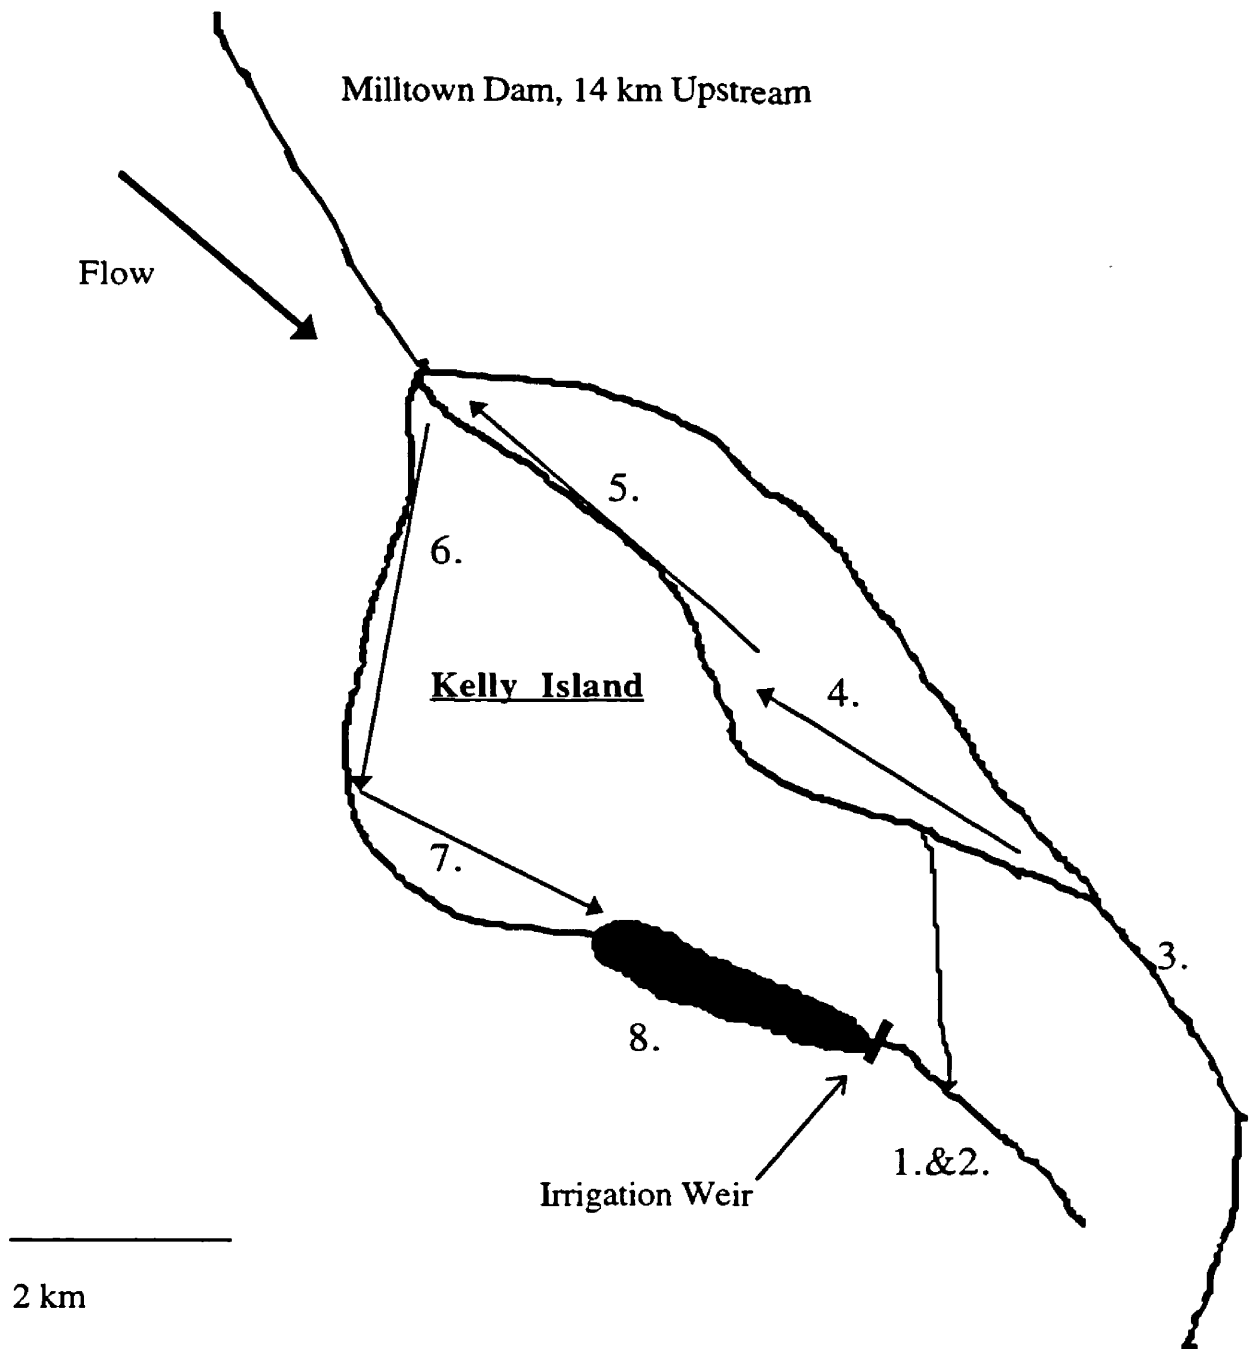 Milltown Dam, 14 km Upstream
Flow
5.
6.
Kelly Island
4.
7.
3.
8.
1.&2.
Irrigation Weir
2 km